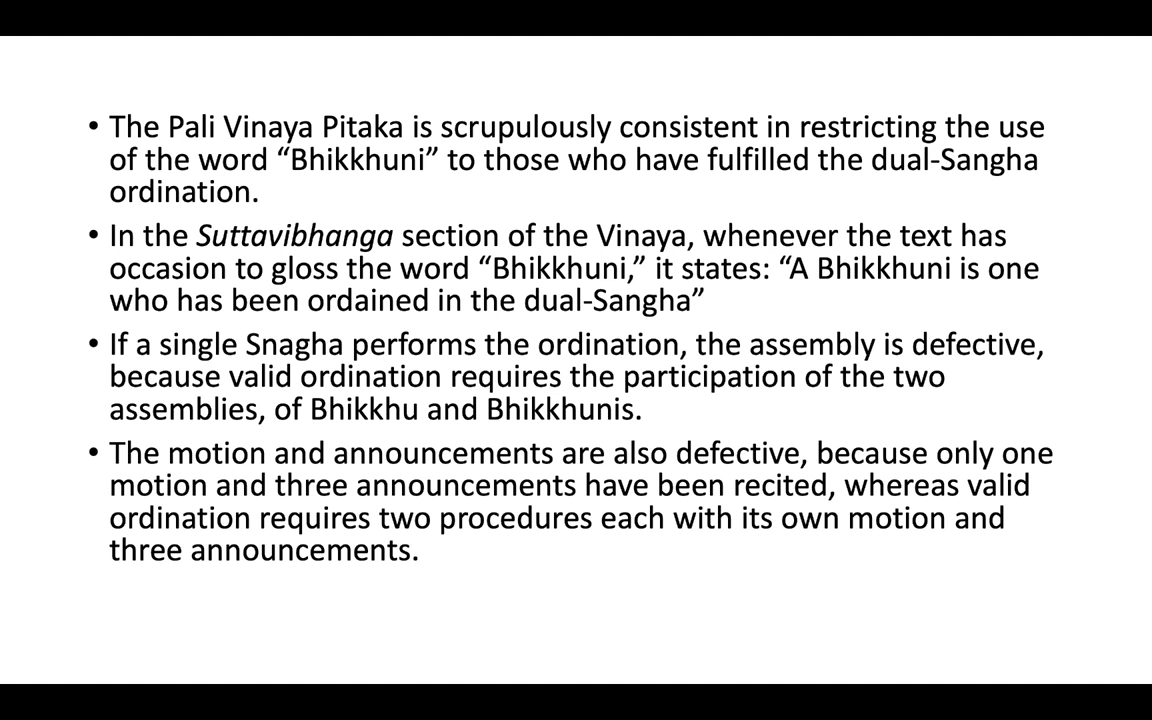 • The Pali Vinaya Pitaka is scrupulously consistent in restricting the use
of the word “Bhikkhuni” to those who have fulfilled the dual-Sangha
ordination.
• In the Suttavibhanga section of the Vinaya, whenever the text has
occasion to gloss the word “Bhikkhuni,” it states: “A Bhikkhuni is one
who has been ordained in the dual-Sangha”
• If a single Snagha performs the ordination, the assembly is defective,
because valid ordination requires the participation of the two
assemblies, of Bhikkhu and Bhikkhunis.
• The motion and announcements are also defective, because only one
motion and three announcements have been recited, whereas valid
ordination requires two procedures each with its own motion and
three announcements.